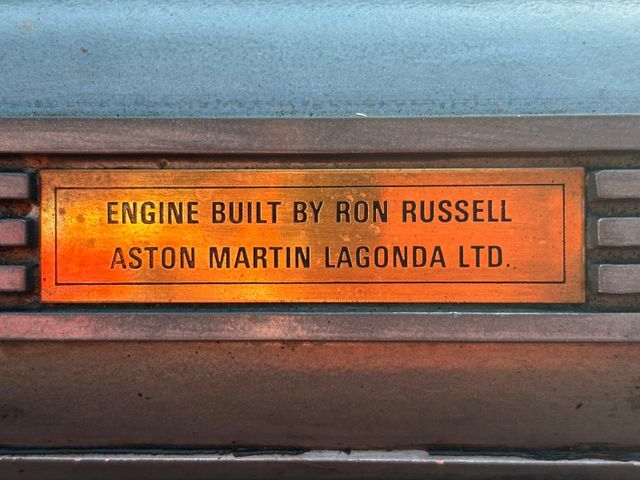 ENGINE BUILT BY RON RUSSELL
ASTON MARTIN LAGONDA LTD.